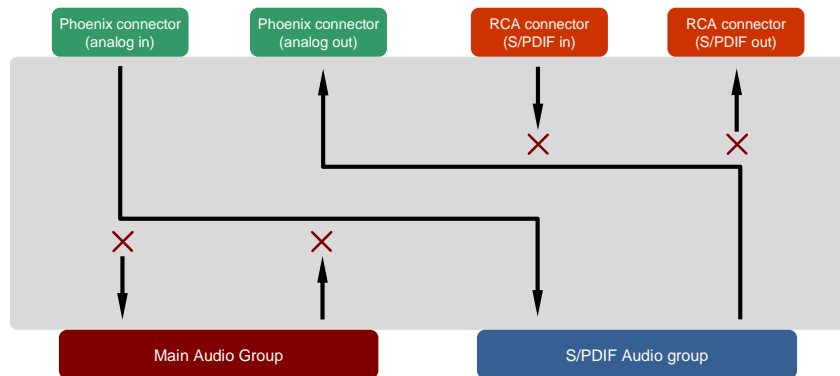 Phoenix connector
(analog in)
Phoenix connector
(analog out)
RCA connector
(S/PDIF in)
RCA connector
(S/PDIF out)
Main Audio Group
S/PDIF Audio group